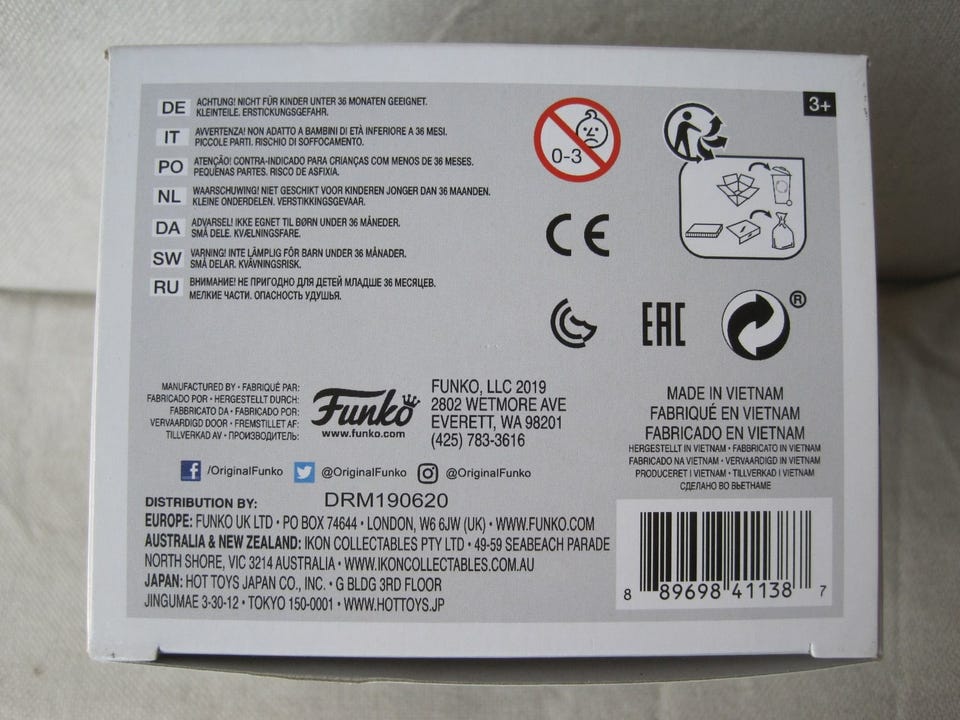 3+
DE ACHTUNG! NICHT FÜR KINDER UNTER 36 MONATEN GEEIGNET.
KLEINTEILE. ERSTICKUNGSGEFAHR.
IT AVVERTENZA! NON ADATTO A BAMBINI DI ETÀ INFERIORE A 36 MESI.
PICCOLE PARTI. RISCHIO DI SOFFOCAMENTO.
PO ATENÇÃO! CONTRA-INDICADO PARA CRIANÇAS COM MENOS DE 36 MESES.
PEQUENAS PARTES. RISCO DE ASFIXIA.
NL WAARSCHUWING! NIET GESCHIKT VOOR KINDEREN JONGER DAN 36 MAANDEN.
KLEINE ONDERDELEN. VERSTIKKINGSGEVAAR.
DA ADVARSEL! IKKE EGNET TIL BØRN UNDER 36 MÅNEDER.
SMÅ DELE. KVÆLNINGSFARE.
SW VARNING! INTE LÄMPLIG FÖR BARN UNDER 36 MÅNADER.
SMÅ DELAR. KVÄVNINGSRISK.
RU ВНИМАНИЕ! НЕ ПРИГОДНО ДЛЯ ДЕТЕЙ МЛАДШЕ 36 МЕСЯЦЕВ.
МЕЛКИЕ ЧАСТИ. ОПАСНОСТЬ УДУШЬЯ.
0-3
CE
EAC
®
MANUFACTURED BY • FABRIQUÉ PAR:
FABRICADO POR • HERGESTELLT DURCH:
FABBRICATO DA • FABRICADO POR:
VERVAARDIGD DOOR • FREMSTILLET AF:
TILLVERKAD AV • ПРОИЗВОДИТЕЛЬ:
Funko
www.funko.com
FUNKO, LLC 2019
2802 WETMORE AVE
EVERETT, WA 98201
(425) 783-3616
MADE IN VIETNAM
FABRIQUÉ EN VIETNAM
FABRICADO EN VIETNAM
HERGESTELLT IN VIETNAM • FABBRICATO IN VIETNAM
FABRICADO NA VIETNAM • VERVAARDIGD IN VIETNAM
PRODUCERET I VIETNAM • TILLVERKAD I VIETNAM
СДЕЛАНО ВО ВЬЕТНАМЕ
/OriginalFunko @OriginalFunko @OriginalFunko
DISTRIBUTION BY: DRM190620
EUROPE: FUNKO UK LTD • PO BOX 74644 • LONDON, W6 6JW (UK) • WWW.FUNKO.COM
AUSTRALIA & NEW ZEALAND: IKON COLLECTABLES PTY LTD • 49-59 SEABEACH PARADE
NORTH SHORE, VIC 3214 AUSTRALIA • WWW.IKONCOLLECTABLES.COM.AU
JAPAN: HOT TOYS JAPAN CO., INC. • G BLDG 3RD FLOOR
JINGUMAE 3-30-12 • TOKYO 150-0001 • WWW.HOTTOYS.JP
8 89698 41138 7